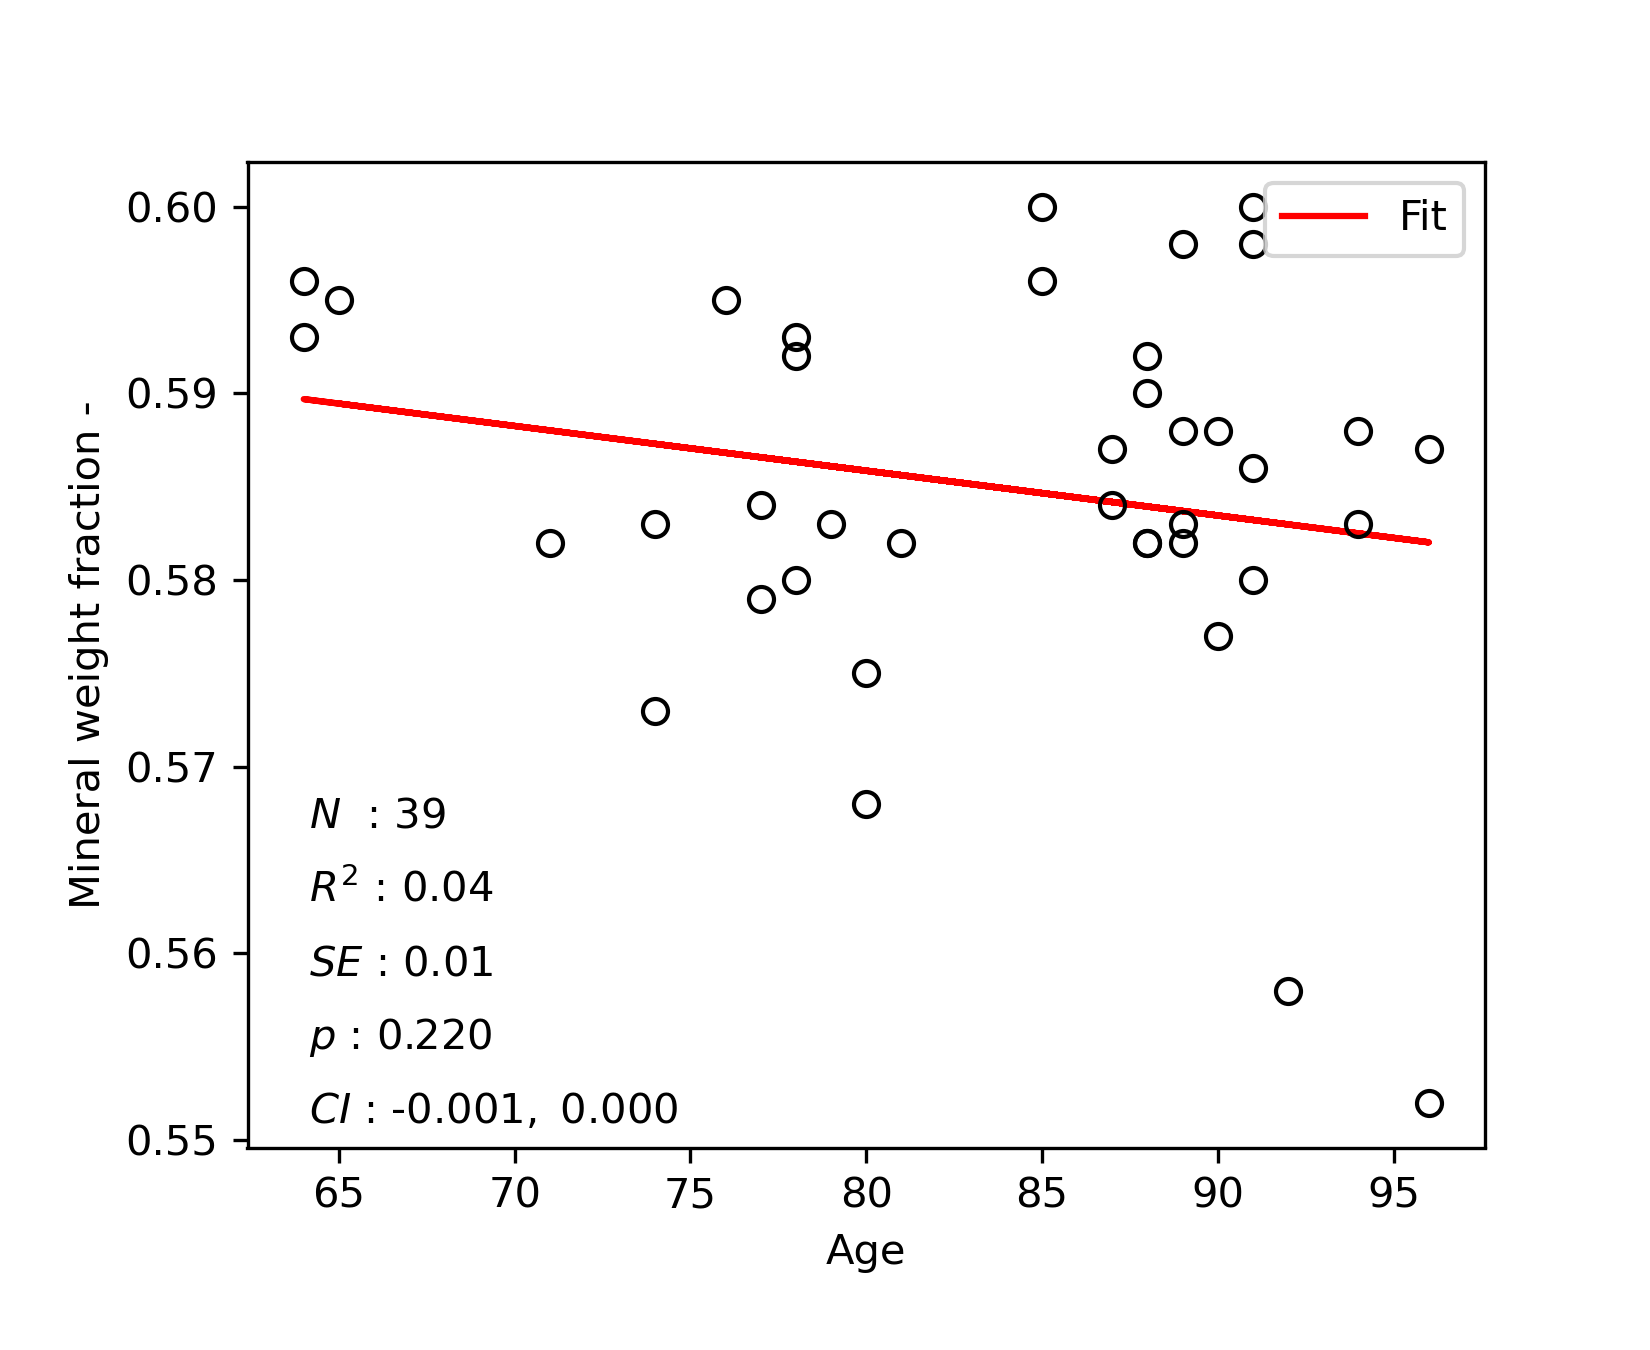 Fit
0.60
0.59
0.58
0.57
0.56
0.55
Mineral weight fraction -
N : 39
R² : 0.04
SE : 0.01
p : 0.220
CI : -0.001, 0.000
65 70 75 80 85 90 95
Age